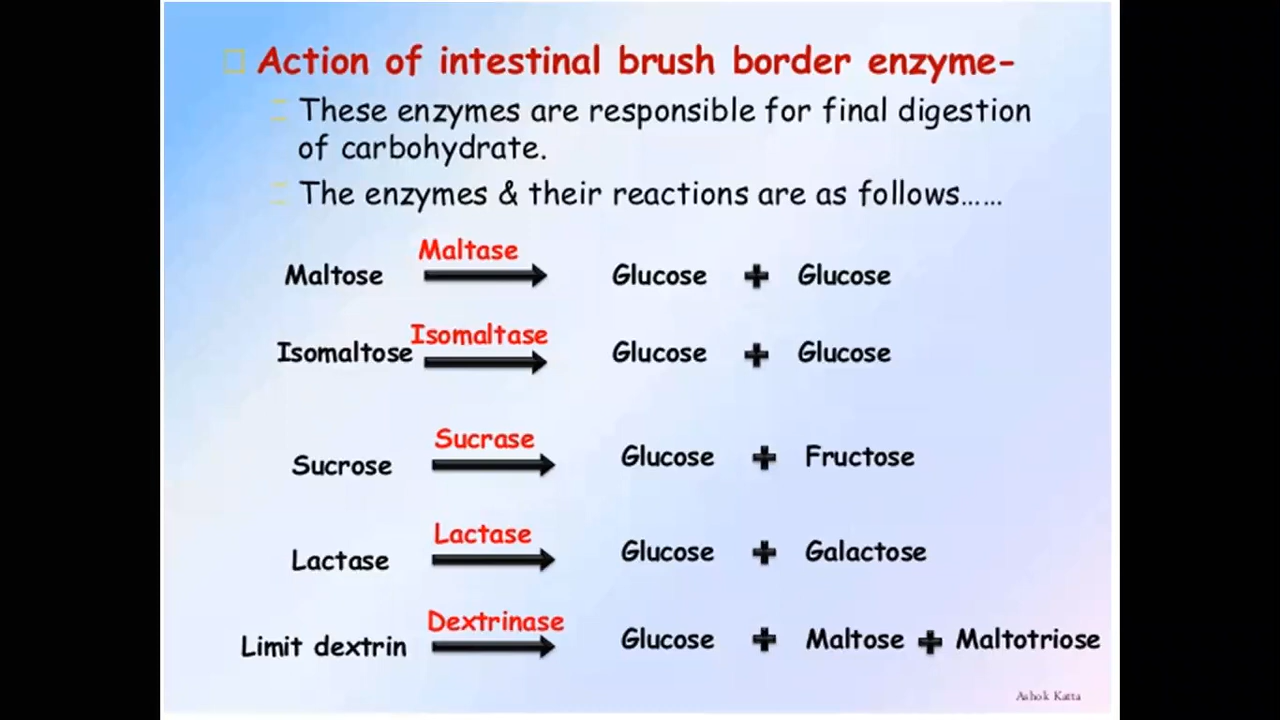 Action of intestinal brush border enzyme-
These enzymes are responsible for final digestion
of carbohydrate.
The enzymes & their reactions are as follows……
Maltase
Maltose Glucose + Glucose
Isomaltase
Isomaltose Glucose + Glucose
Sucrase
Sucrose Glucose + Fructose
Lactase
Lactase Glucose + Galactose
Dextrinase
Limit dextrin Glucose + Maltose + Maltotriose
Ashok Katta